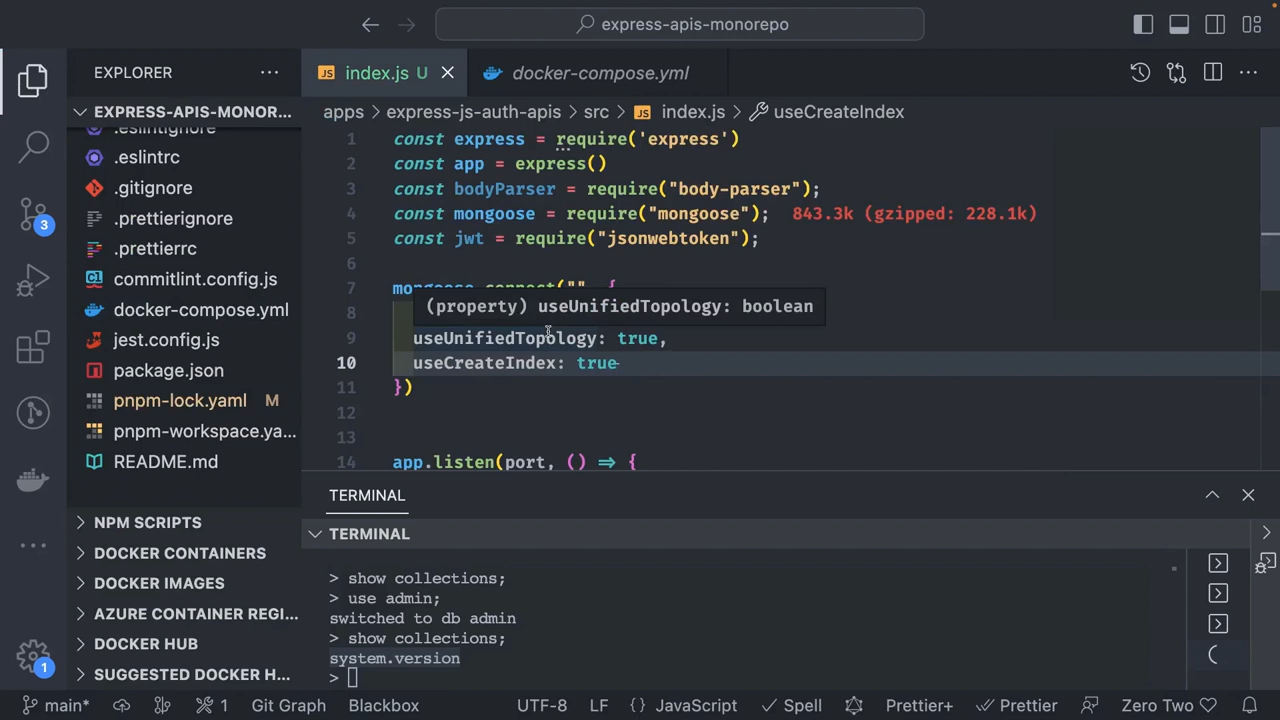 express-apis-monorepo
EXPLORER
index.js U
docker-compose.yml
EXPRESS-APIS-MONOR...
apps > express-js-auth-apis > src > index.js > useCreateIndex
.eslintignore
.eslintrc
.gitignore
.prettierignore
.prettierrc
commitlint.config.js
docker-compose.yml
jest.config.js
package.json
pnpm-lock.yaml M
pnpm-workspace.ya...
README.md
NPM SCRIPTS
DOCKER CONTAINERS
DOCKER IMAGES
AZURE CONTAINER REGI...
DOCKER HUB
SUGGESTED DOCKER H...
3
1
1 const express = require('express')
2 const app = express()
3 const bodyParser = require("body-parser");
4 const mongoose = require("mongoose"); 843.3k (gzipped: 228.1k)
5 const jwt = require("jsonwebtoken");
6
7 mongoose.connect("", {
(property) useUnifiedTopology: boolean
8
9 useUnifiedTopology: true,
10 useCreateIndex: true
11 })
12
13
14 app.listen(port, () => {
TERMINAL
TERMINAL
> show collections;
> use admin;
switched to db admin
> show collections;
system.version
>
main* 1 Git Graph Blackbox UTF-8 LF {} JavaScript Spell Prettier+ Prettier Zero Two